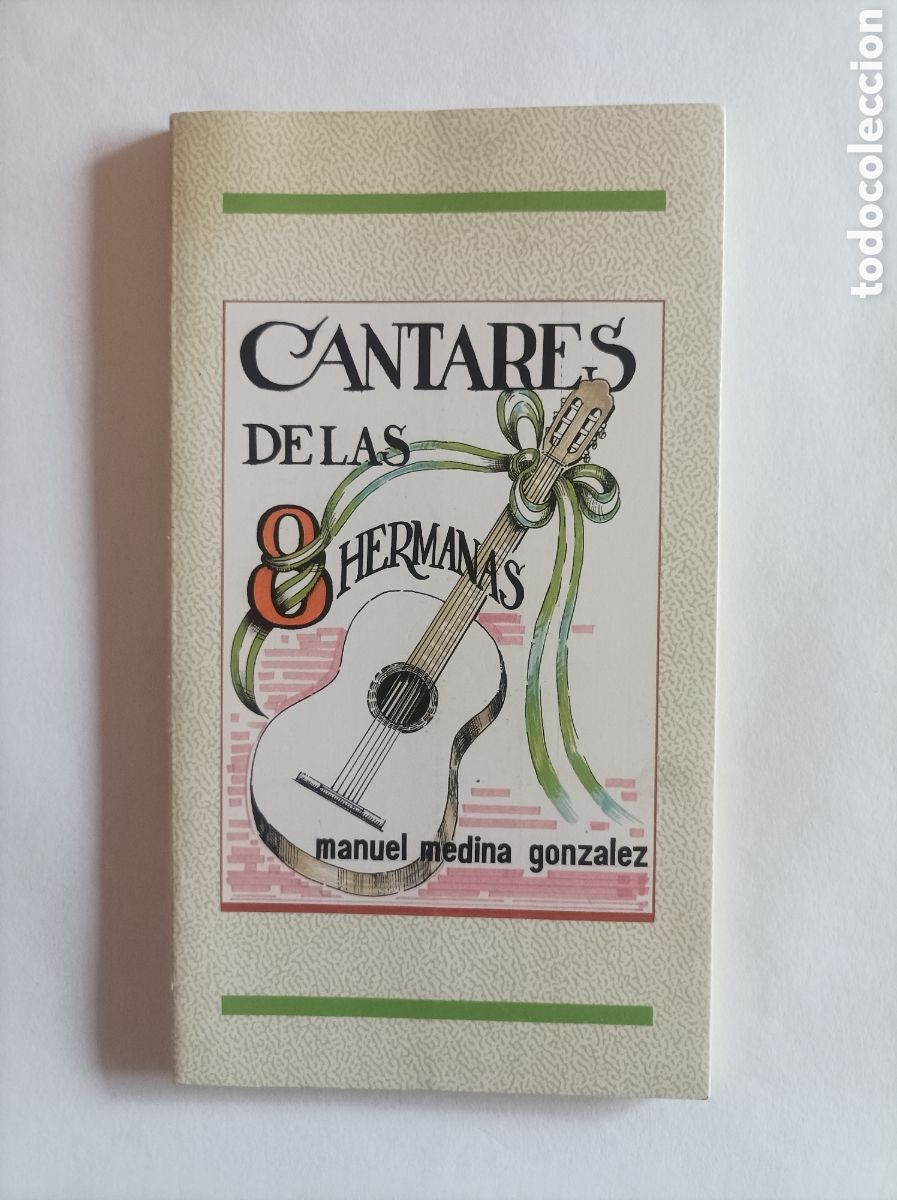 CANTARES
DE LAS
8 HERMANAS
manuel medina gonzalez
todocoleccion